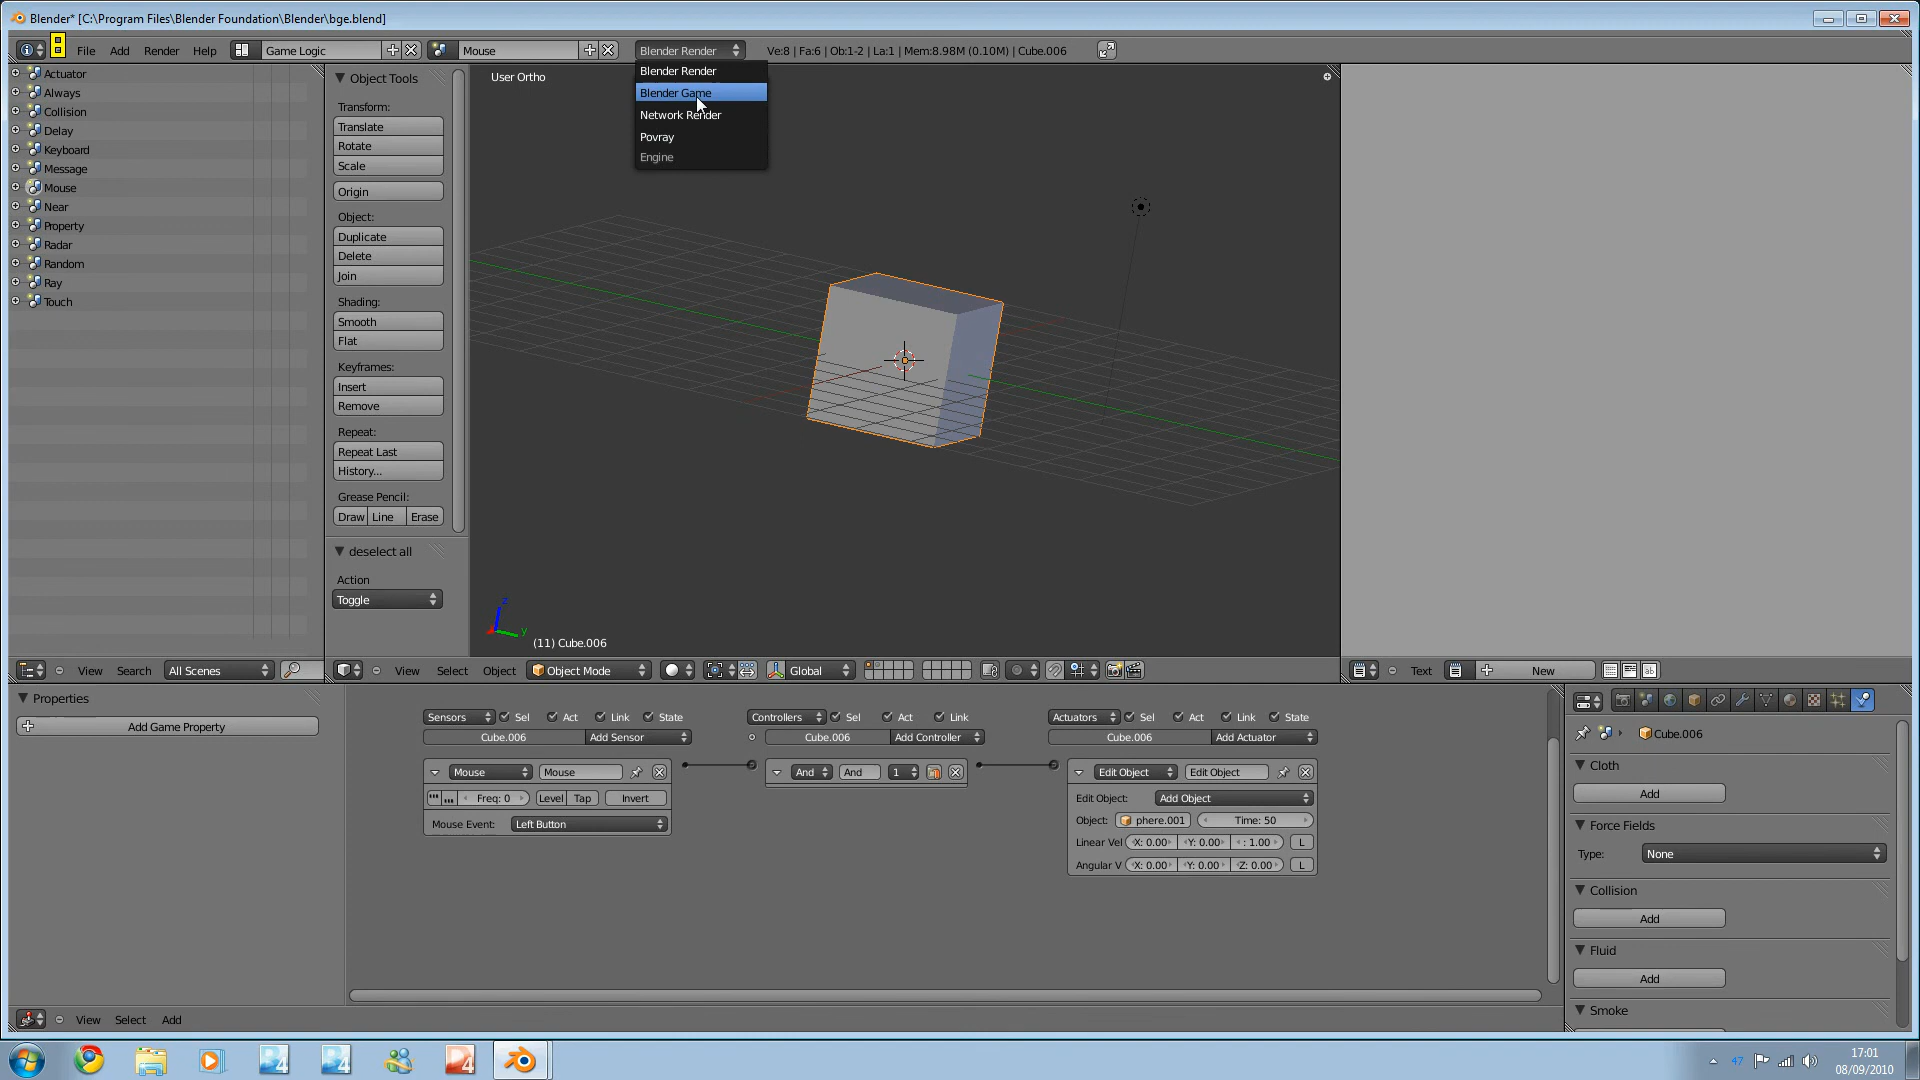 Blender* [C:\Program Files\Blender Foundation\Blender\bge.blend]
File Add Render Help Game Logic Mouse Blender Render Ve:8 | Fa:6 | Ob:1-2 | La:1 | Mem:8.98M (0.10M) | Cube.006
Blender Render
Blender Game
Network Render
Povray
Engine
Actuator
Always
Collision
Delay
Keyboard
Message
Mouse
Near
Property
Radar
Random
Ray
Touch
View Search All Scenes
Object Tools
Transform:
Translate
Rotate
Scale
Origin
Object:
Duplicate
Delete
Join
Shading:
Smooth
Flat
Keyframes:
Insert
Remove
Repeat:
Repeat Last
History...
Grease Pencil:
Draw Line Erase
deselect all
Action
Toggle
User Ortho
z
y
(11) Cube.006
View Select Object Object Mode Global
Text New
Properties
Add Game Property
Sensors Sel Act Link State
Cube.006 Add Sensor
Mouse Mouse
Freq: 0 Level Tap Invert
Mouse Event: Left Button
Controllers Sel Act Link
Cube.006 Add Controller
And And 1
Actuators Sel Act Link State
Cube.006 Add Actuator
Edit Object Edit Object
Edit Object: Add Object
Object: phere.001 Time: 50
Linear Vel X: 0.00 Y: 0.00 : 1.00 L
Angular V X: 0.00 Y: 0.00 Z: 0.00 L
View Select Add
Cube.006
Cloth
Add
Force Fields
Type: None
Collision
Add
Fluid
Add
Smoke
47
17:01
08/09/2010